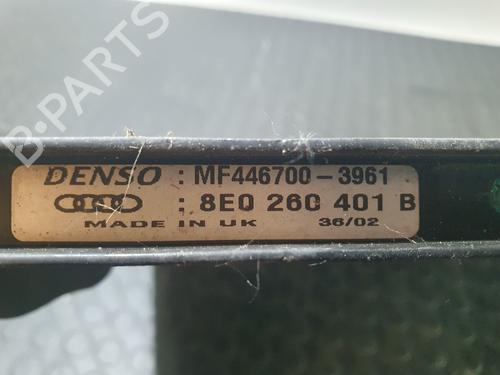 B-PARTS
DENSO : MF446700-3961
: 8E0 260 401 B
MADE IN UK 36/02